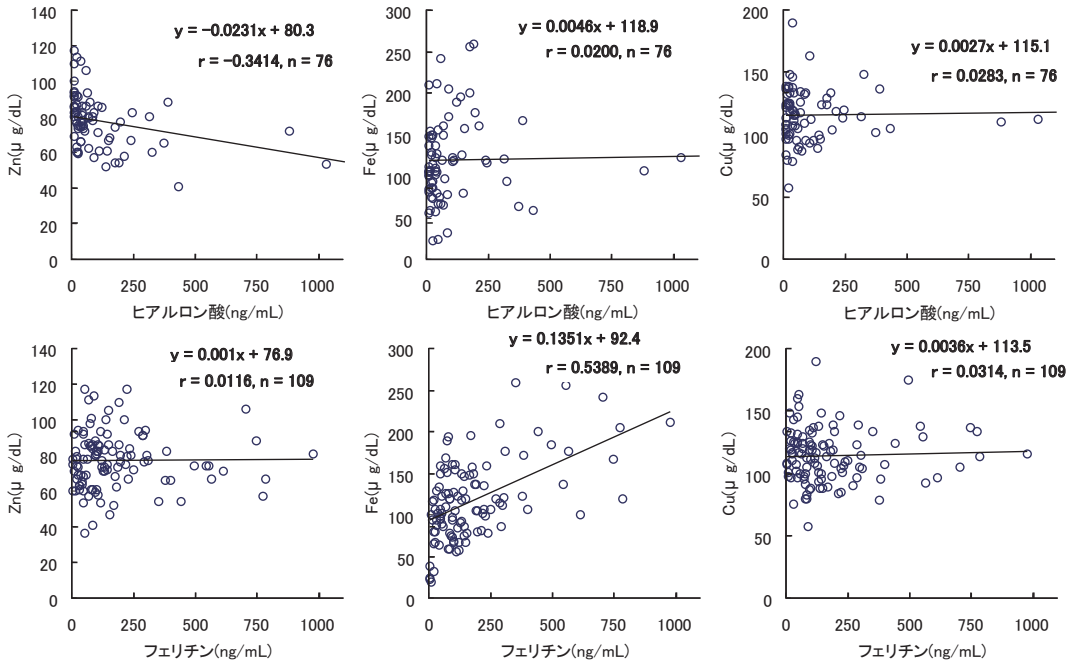 y = −0.0231x + 80.3
r = −0.3414, n = 76
Zn(μ g/dL)
140
120
100
80
60
40
20
0
0 250 500 750 1000
ヒアルロン酸(ng/mL)
y = 0.0046x + 118.9
r = 0.0200, n = 76
Fe(μ g/dL)
300
250
200
150
100
50
0
0 250 500 750 1000
ヒアルロン酸(ng/mL)
y = 0.0027x + 115.1
r = 0.0283, n = 76
Cu(μ g/dL)
200
150
100
50
0
0 250 500 750 1000
ヒアルロン酸(ng/mL)
y = 0.001x + 76.9
r = 0.0116, n = 109
Zn(μ g/dL)
140
120
100
80
60
40
20
0
0 250 500 750 1000
フェリチン(ng/mL)
y = 0.1351x + 92.4
r = 0.5389, n = 109
Fe(μ g/dL)
300
250
200
150
100
50
0
0 250 500 750 1000
フェリチン(ng/mL)
y = 0.0036x + 113.5
r = 0.0314, n = 109
Cu(μ g/dL)
200
150
100
50
0
0 250 500 750 1000
フェリチン(ng/mL)